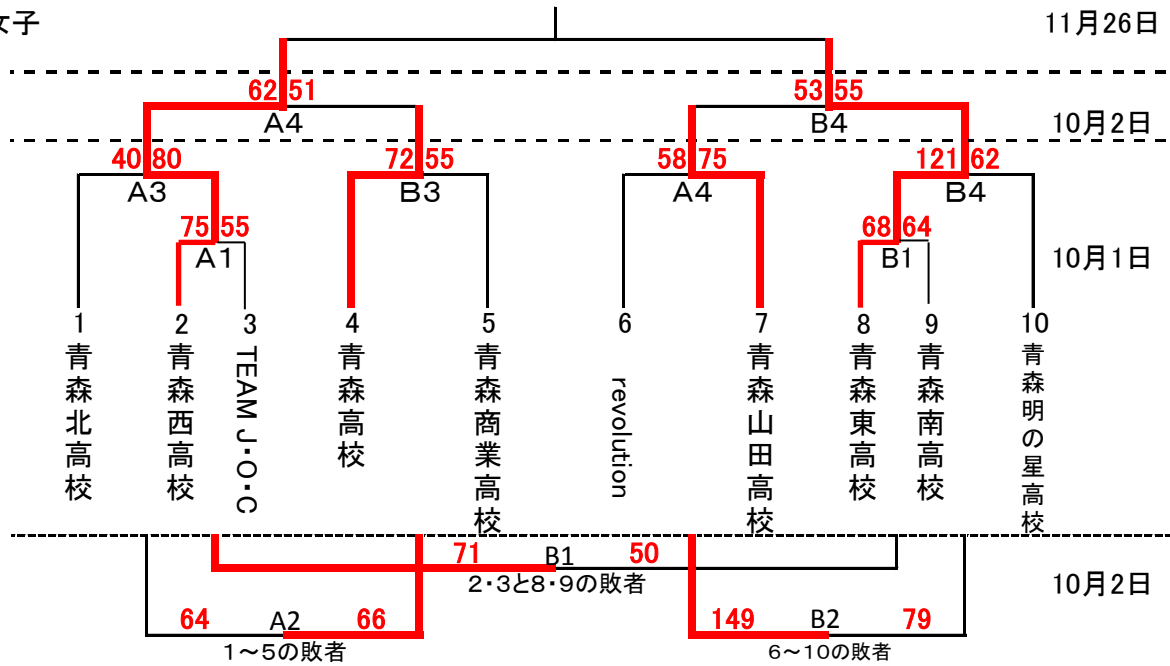 女子
11月26日
62 51
53 55
A4
B4
10月2日
40 80
72 55
58 75
121 62
A3
B3
A4
B4
75 55
68 64
A1
B1
10月1日
1
2
3
4
5
6
7
8
9
10
青森北高校
青森西高校
TEAM J・O・C
青森高校
青森商業高校
revolution
青森山田高校
青森東高校
青森南高校
青森明の星高校
71 B1 50
2・3と8・9の敗者
10月2日
64 A2 66
149 B2 79
1～5の敗者
6～10の敗者